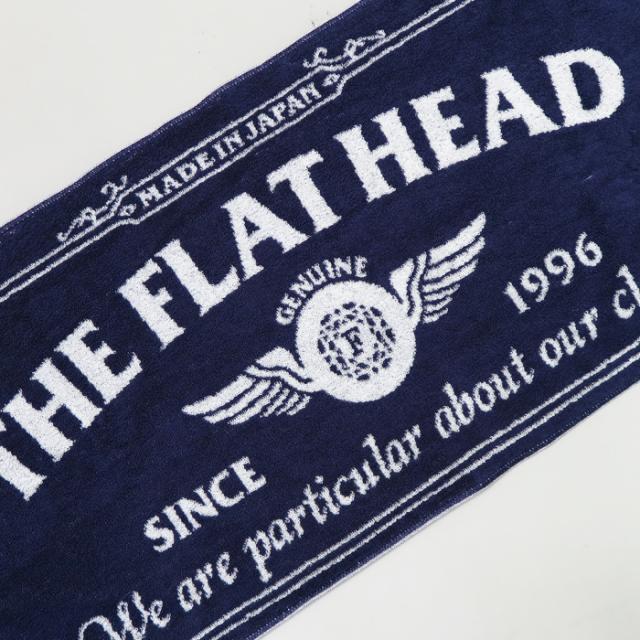 MADE IN JAPAN
THE FLAT HEAD
GENUINE
F
SINCE
1996
We are particular about our